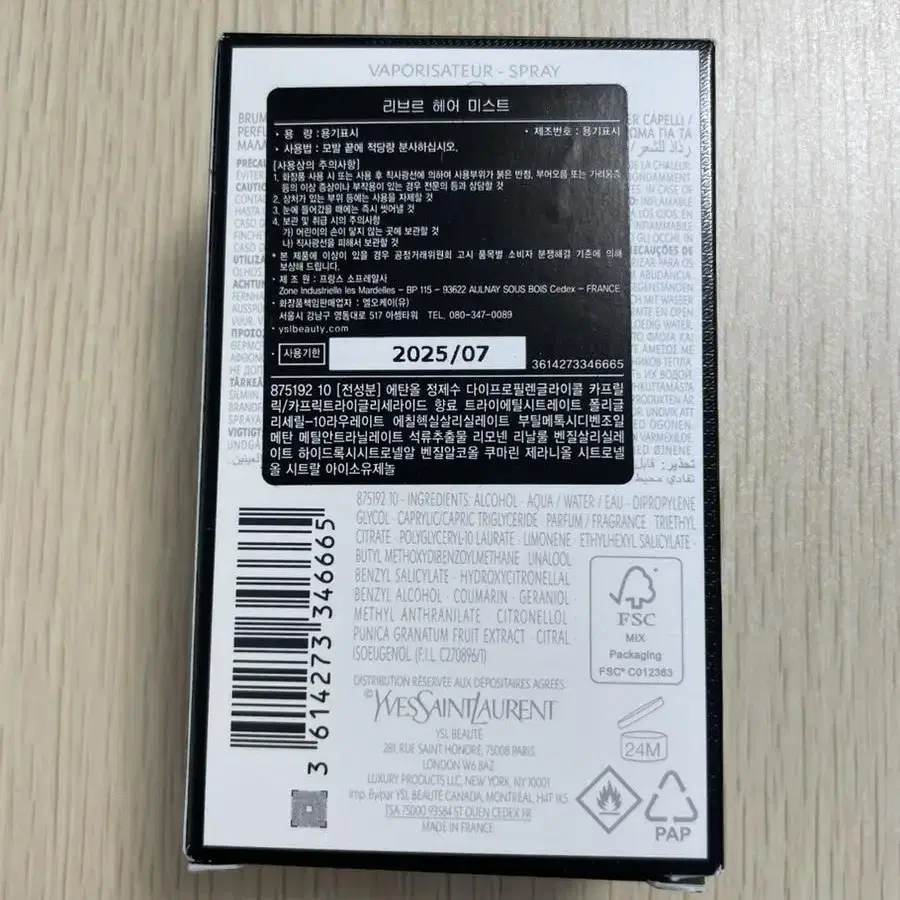 VAPORISATEUR - SPRAY
리브르 헤어 미스트
· 용 량 : 용기표시 · 제조번호 : 용기표시
· 사용법 : 모발 끝에 적당량 분사하십시오.
[사용상의 주의사항]
1. 화장품 사용 시 또는 사용 후 직사광선에 의하여 사용부위가 붉은 반점, 부어오름 또는 가려움증
등의 이상 증상이나 부작용이 있는 경우 전문의 등과 상담할 것
2. 상처가 있는 부위 등에는 사용을 자제할 것
3. 눈에 들어갔을 때에는 즉시 씻어낼 것
4. 보관 및 취급 시의 주의사항
가) 어린이의 손이 닿지 않는 곳에 보관할 것
나) 직사광선을 피해서 보관할 것
* 본 제품에 이상이 있을 경우 공정거래위원회 고시 품목별 소비자 분쟁해결 기준에 의해
보상해 드립니다.
· 제 조 원 : 프랑스 소프레일사
Zone Industrielle les Mardelles - BP 115 - 93622 AULNAY SOUS BOIS Cedex - FRANCE
· 화장품책임판매업자 : 엘오케이(유)
서울시 강남구 영동대로 517 아셈타워 TEL. 080-347-0089
· yslbeauty.com
· 사용기한 2025/07 3614273346665
875192 10 [전성분] 에탄올 정제수 다이프로필렌글라이콜 카프릴
릭/카프릭트라이글리세라이드 향료 트라이에틸시트레이트 폴리글
리세릴-10라우레이트 에칠헥실살리실레이트 부틸메톡시디벤조일
메탄 메틸안트라닐레이트 석류추출물 리모넨 리날룰 벤질살리실레
이트 하이드록시시트로넬알 벤질알코올 쿠마린 제라니올 시트로넬
올 시트랄 아이소유제놀
875192 10 - INGREDIENTS: ALCOHOL · AQUA / WATER / EAU · DIPROPYLENE
GLYCOL · CAPRYLIC/CAPRIC TRIGLYCERIDE PARFUM / FRAGRANCE TRIETHYL
CITRATE · POLYGLYCERYL-10 LAURATE · LIMONENE · ETHYLHEXYL SALICYLATE ·
BUTYL METHOXYDIBENZOYLMETHANE LINALOOL
BENZYL SALICYLATE · HYDROXYCITRONELLAL
BENZYL ALCOHOL · COUMARIN · GERANIOL ·
METHYL ANTHRANILATE CITRONELLOL
PUNICA GRANATUM FRUIT EXTRACT · CITRAL ·
ISOEUGENOL (F.I.L. C270896/1)
FSC
MIX
Packaging
FSC® C012363
3 614273 346665
DISTRIBUTION RÉSERVÉE AUX DÉPOSITAIRES AGRÉÉS
© YVESSAINTLAURENT
YSL BEAUTÉ
281, RUE SAINT HONORÉ, 75008 PARIS
LONDON W6 8AZ
LUXURY PRODUCTS LLC, NEW YORK, NY 10001
Imp. By/par YSL BEAUTÉ CANADA, MONTRÉAL, H4T 1K5
TSA 75000 93584 ST OUEN CEDEX FR
MADE IN FRANCE
24M
PAP